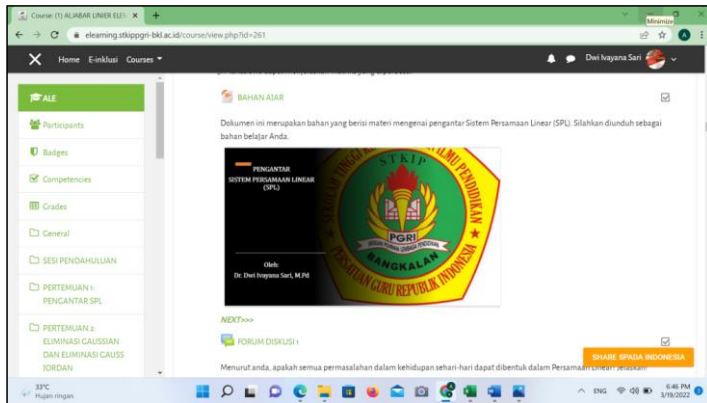 Course: (1) ALJABAR LINIER ELE
Minimize
elearning.stkippgri-bkl.ac.id/course/view.php?id=261
Home E-inklusi Courses
Dwi Ivayana Sari
ALE
Participants
Badges
Competencies
Grades
General
SESI PENDAHULUAN
PERTEMUAN 1:
PENGANTAR SPL
PERTEMUAN 2:
ELIMINASI GAUSSIAN
DAN ELIMINASI GAUSS
JORDAN
BAHAN AJAR
Dokumen ini merupakan bahan yang berisi materi mengenai pengantar Sistem Persamaan Linear (SPL). Silahkan diunduh sebagai
bahan belajar Anda.
PENGANTAR
SISTEM PERSAMAAN LINEAR
(SPL)
Oleh:
Dr. Dwi Ivayana Sari, M.Pd
STKIP
PGRI
BANGKALAN
PERSATUAN GURU REPUBLIK INDONESIA
NEXT>>>
FORUM DISKUSI 1
SHARE SPADA INDONESIA
Menurut anda, apakah semua permasalahan dalam kehidupan sehari-hari dapat dibentuk dalam Persamaan Linear? Jelaskan!
33°C
Hujan ringan
ENG
6:46 PM
3/19/2022